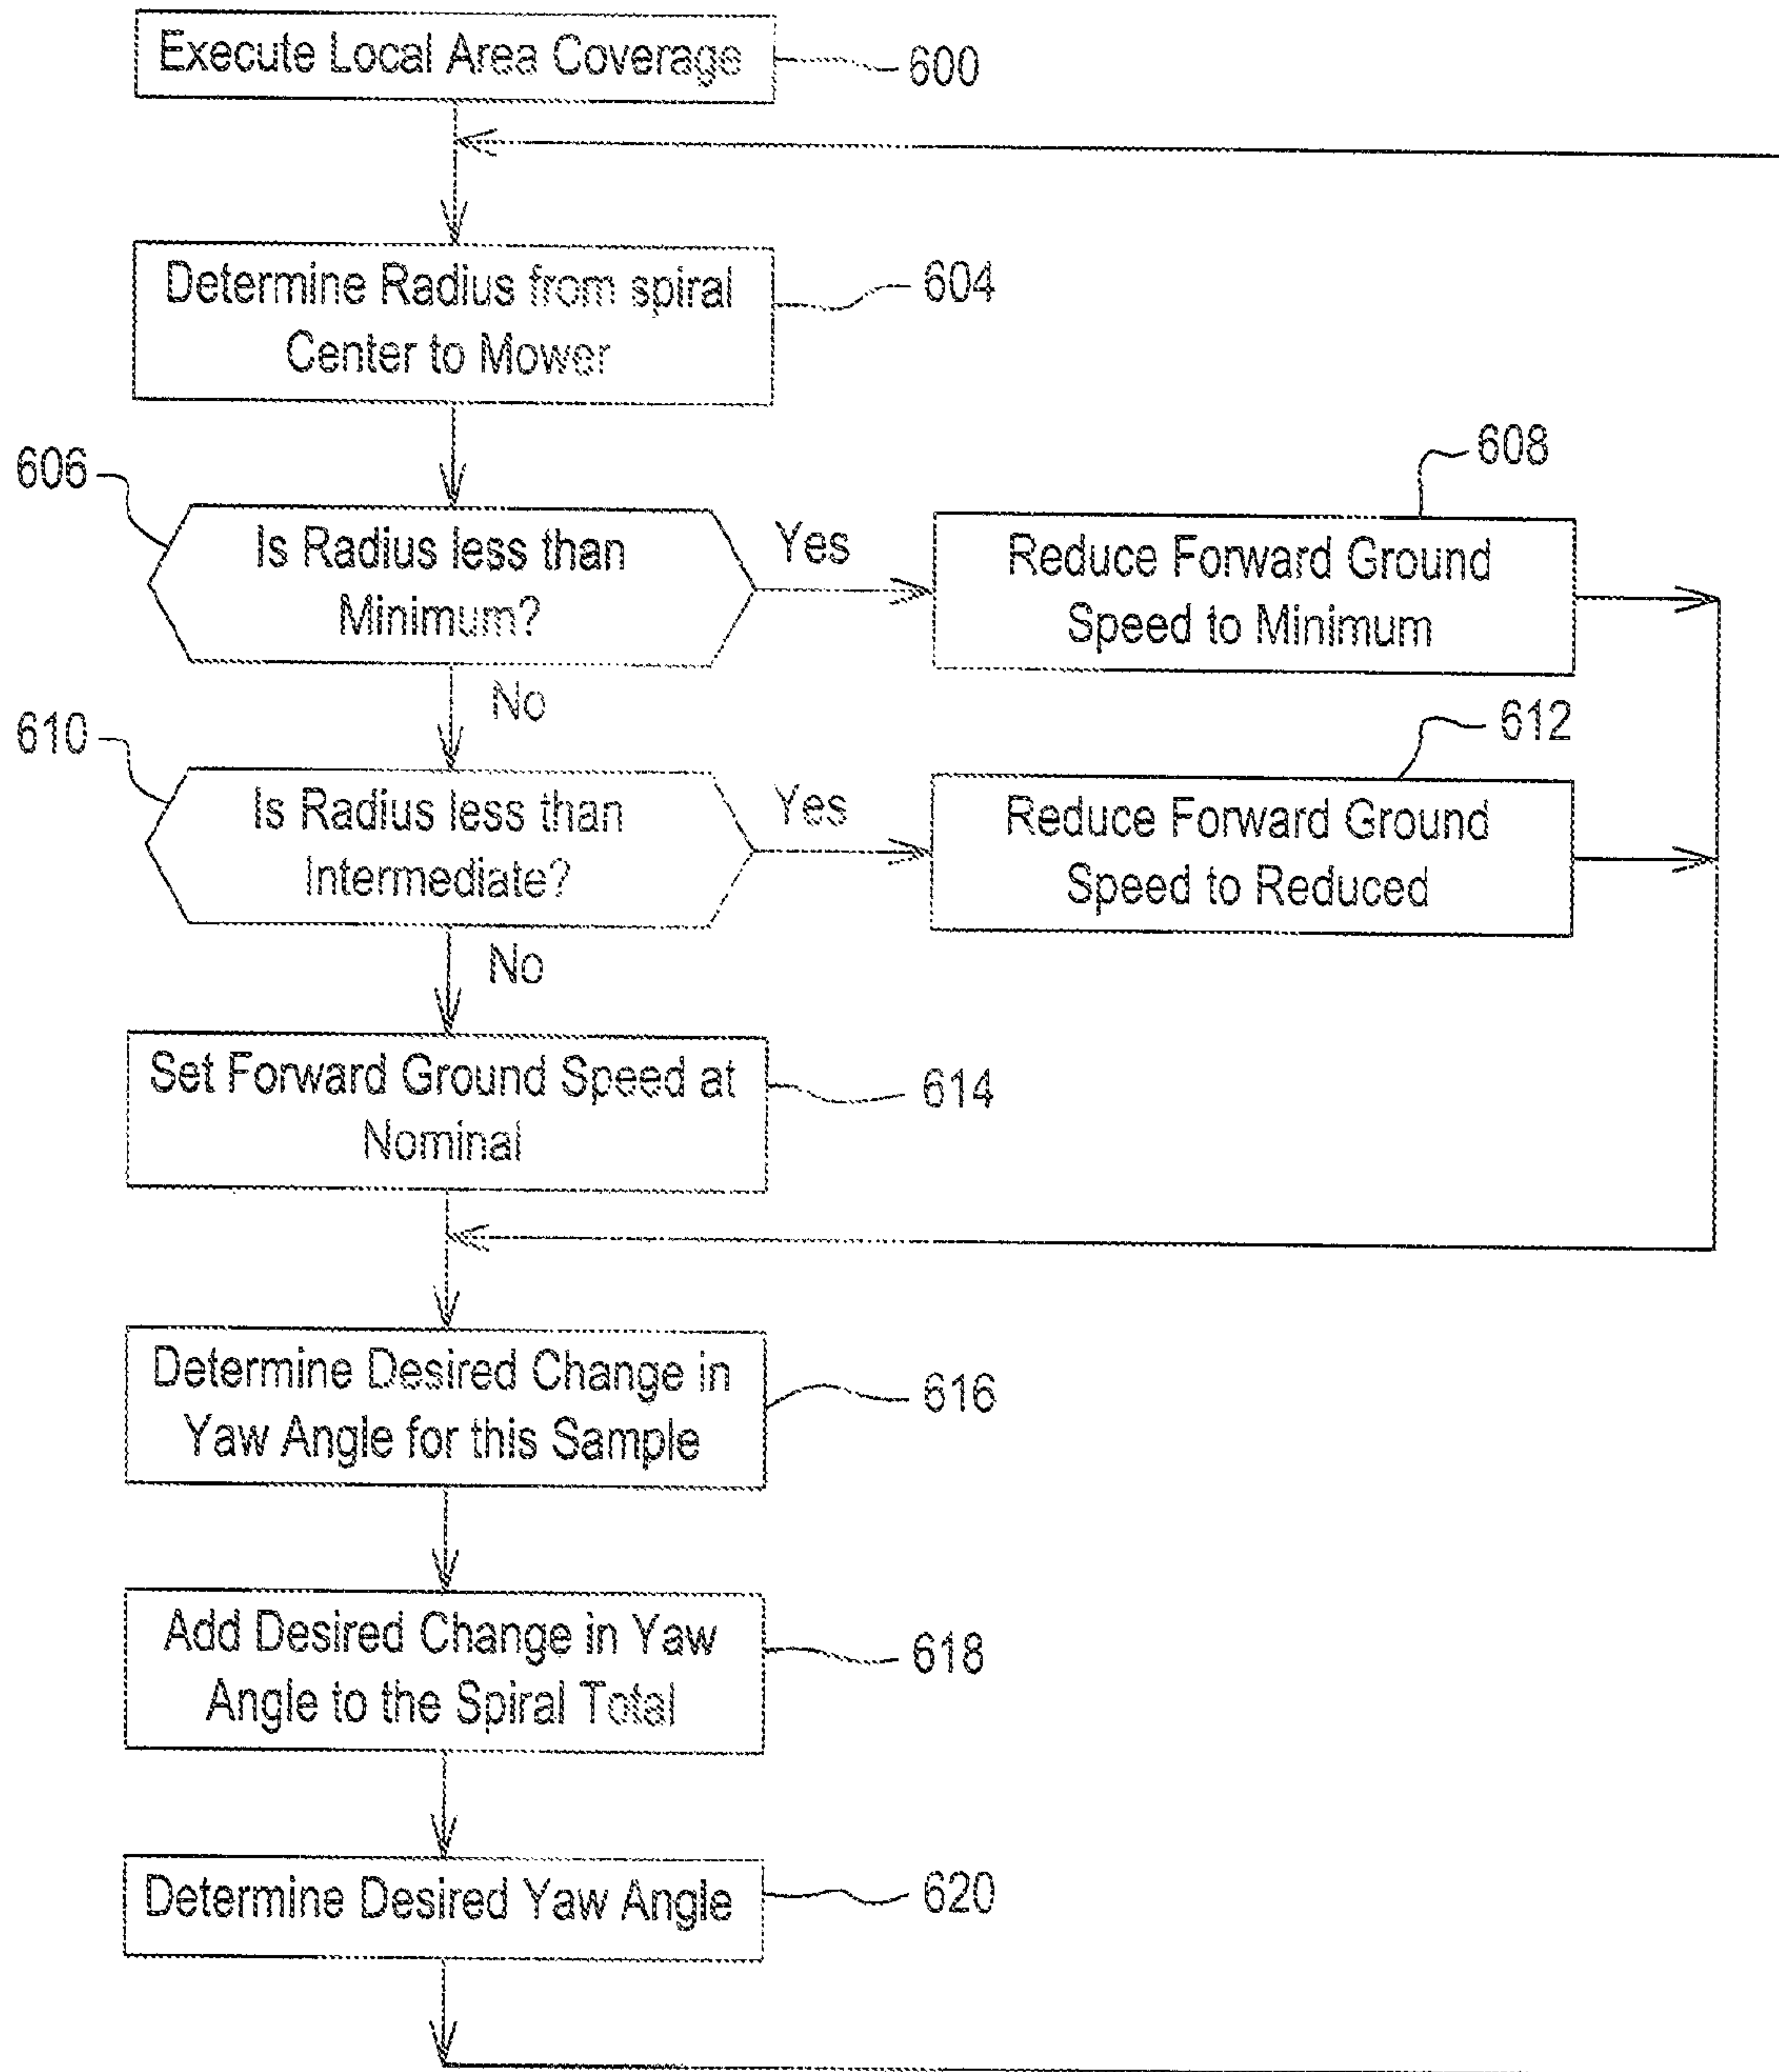 Execute Local Area Coverage
600
Determine Radius from spiral
Center to Mower
604
606
Is Radius less than
Minimum?
Yes
608
Reduce Forward Ground
Speed to Minimum
No
610
Is Radius less than
Intermediate?
Yes
612
Reduce Forward Ground
Speed to Reduced
No
Set Forward Ground Speed at
Nominal
614
Determine Desired Change in
Yaw Angle for this Sample
616
Add Desired Change in Yaw
Angle to the Spiral Total
618
Determine Desired Yaw Angle
620